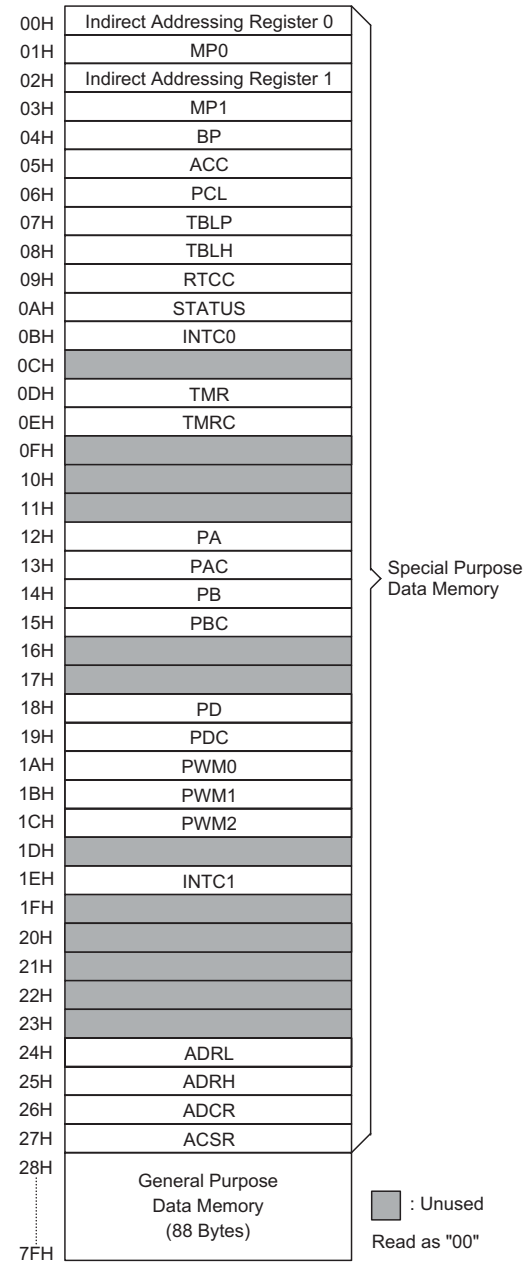 00H Indirect Addressing Register 0
01H MP0
02H Indirect Addressing Register 1
03H MP1
04H BP
05H ACC
06H PCL
07H TBLP
08H TBLH
09H RTCC
0AH STATUS
0BH INTC0
0CH
0DH TMR
0EH TMRC
0FH
10H
11H
12H PA
13H PAC
14H PB
15H PBC
16H
17H
18H PD
19H PDC
1AH PWM0
1BH PWM1
1CH PWM2
1DH
1EH INTC1
1FH
20H
21H
22H
23H
24H ADRL
25H ADRH
26H ADCR
27H ACSR
28H
7FH
General Purpose
Data Memory
(88 Bytes)
Special Purpose
Data Memory
: Unused
Read as "00"